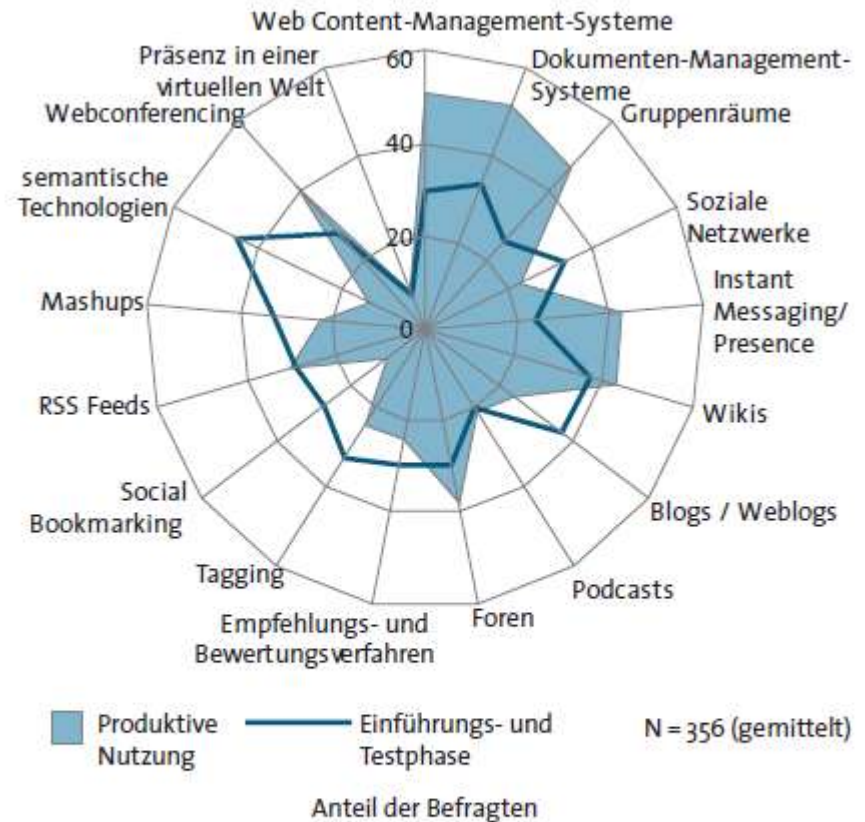 Web Content-Management-Systeme
Dokumenten-Management-
Systeme
Gruppenräume
Soziale
Netzwerke
Instant
Messaging/
Presence
Wikis
Blogs / Weblogs
Podcasts
Foren
Empfehlungs- und
Bewertungsverfahren
Tagging
Social
Bookmarking
RSS Feeds
Mashups
semantische
Technologien
Webconferencing
Präsenz in einer
virtuellen Welt
60
40
20
0
Produktive
Nutzung
Einführungs- und
Testphase
N = 356 (gemittelt)
Anteil der Befragten